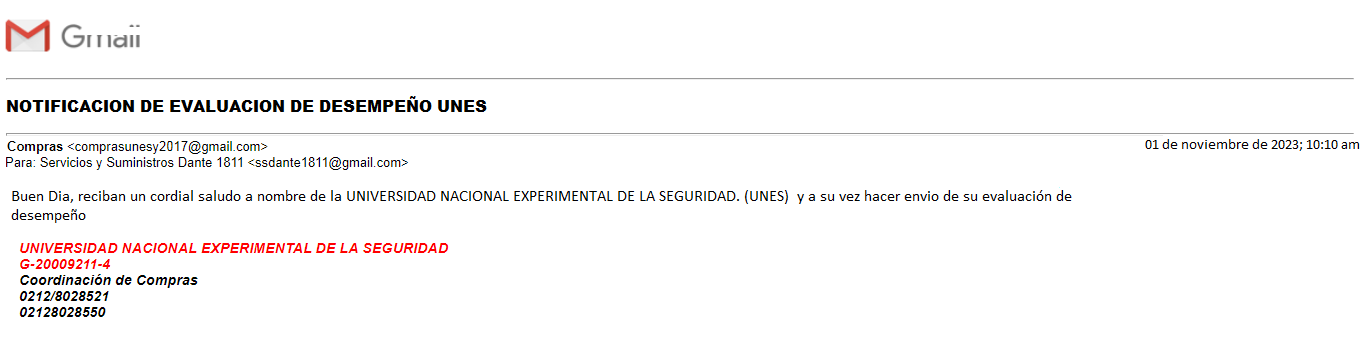 Gmail
NOTIFICACION DE EVALUACION DE DESEMPEÑO UNES
Compras <comprasunesy2017@gmail.com>
01 de noviembre de 2023; 10:10 am
Para: Servicios y Suministros Dante 1811 <ssdante1811@gmail.com>
Buen Dia, reciban un cordial saludo a nombre de la UNIVERSIDAD NACIONAL EXPERIMENTAL DE LA SEGURIDAD. (UNES) y a su vez hacer envio de su evaluación de
desempeño
UNIVERSIDAD NACIONAL EXPERIMENTAL DE LA SEGURIDAD
G-20009211-4
Coordinación de Compras
0212/8028521
02128028550